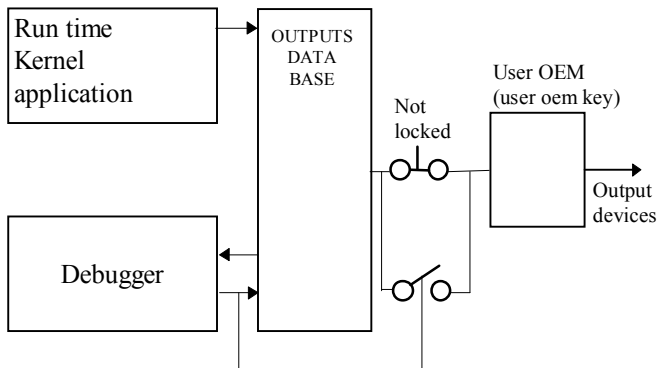 Run time
Kernel
application
OUTPUTS
DATA
BASE
User OEM
(user oem key)
Not
locked
Output
devices
Debugger